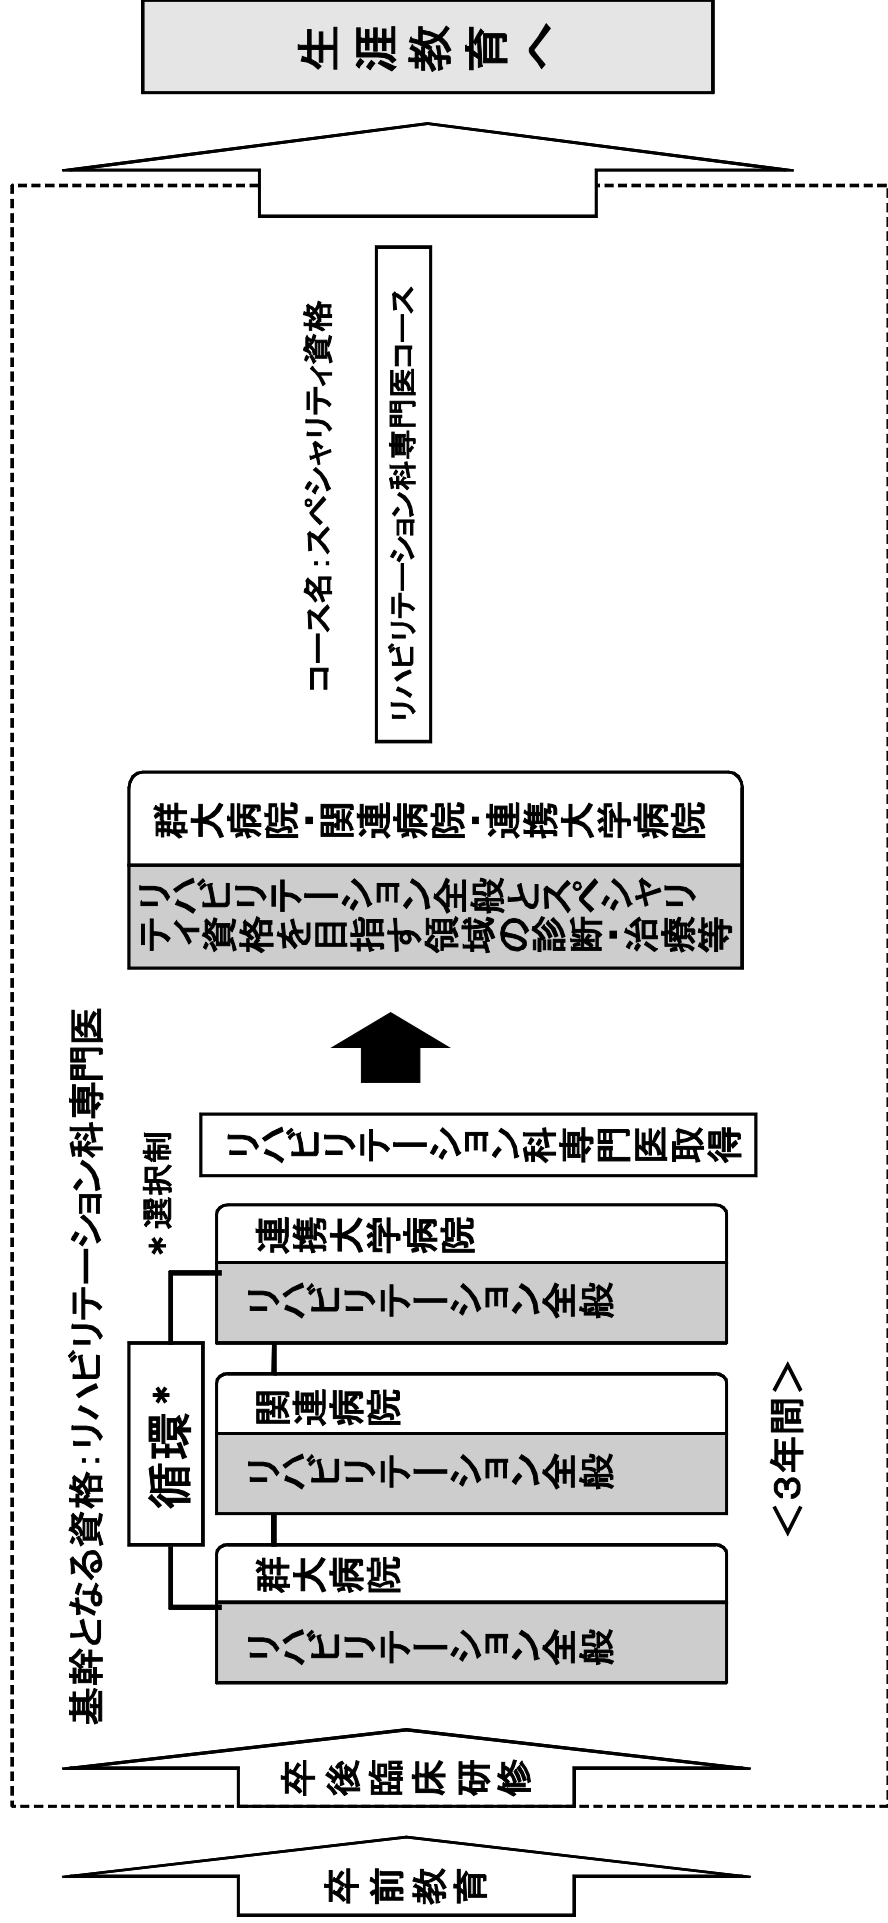 卒前教育
卒後臨床研修
基幹となる資格：リハビリテーション科専門医
循環*
*選択制
群大病院
リハビリテーション全般
関連病院
リハビリテーション全般
連携大学病院
リハビリテーション全般
＜3年間＞
リハビリテーション科専門医取得
群大病院・関連病院・連携大学病院
リハビリテーション全般とスペシャリ
ティ資格を目指す領域の診断・治療等
コース名：スペシャリティ資格
リハビリテーション科専門医コース
生涯教育へ